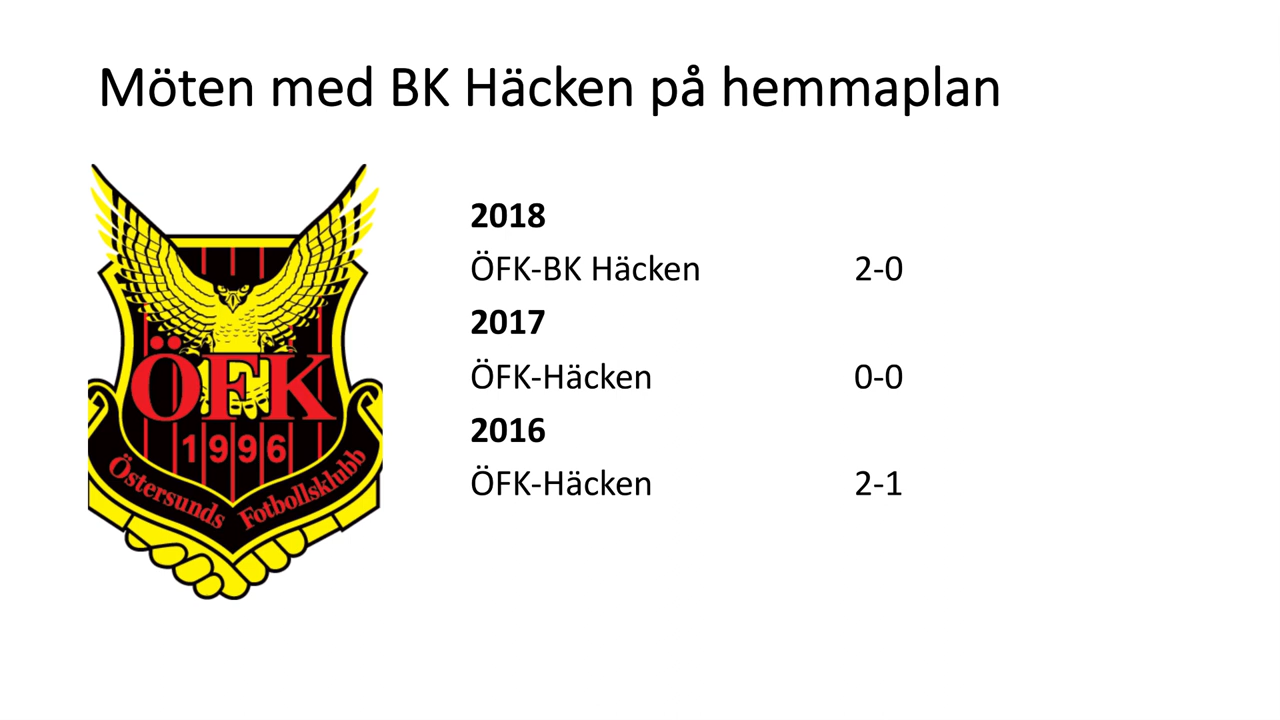 Möten med BK Häcken på hemmaplan
ÖFK
1996
Östersunds Fotbollsklubb
2018
ÖFK-BK Häcken 2-0
2017
ÖFK-Häcken 0-0
2016
ÖFK-Häcken 2-1